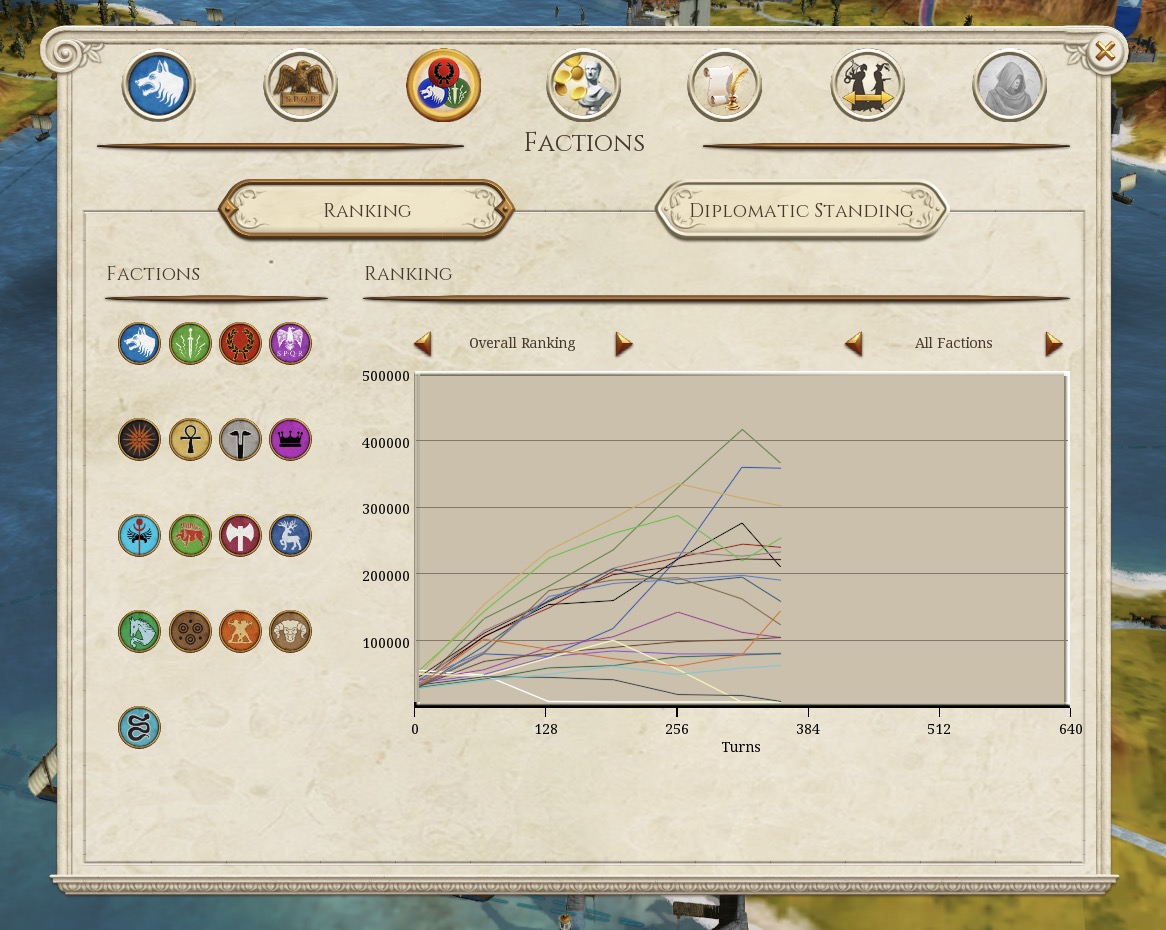 SPQR
FACTIONS
RANKING
DIPLOMATIC STANDING
FACTIONS
RANKING
SPQR
Overall Ranking
All Factions
500000
400000
300000
200000
100000
0
128
256
384
512
640
Turns